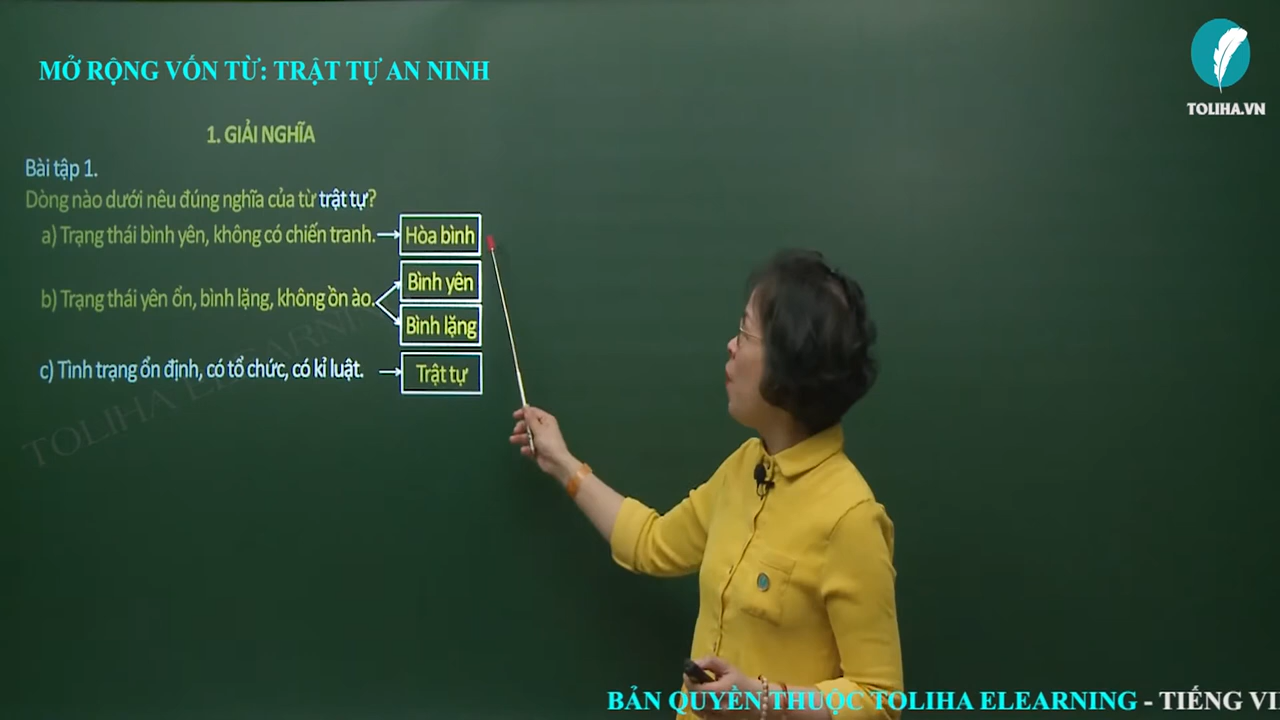 MỞ RỘNG VỐN TỪ: TRẬT TỰ AN NINH
TOLIHA.VN
1. GIẢI NGHĨA
Bài tập 1.
Dòng nào dưới nêu đúng nghĩa của từ trật tự?
a) Trạng thái bình yên, không có chiến tranh.
Hòa bình
b) Trạng thái yên ổn, bình lặng, không ồn ào.
Bình yên
Bình lặng
c) Tình trạng ổn định, có tổ chức, có kỉ luật.
Trật tự
TOLIHA ELEARNIN
BẢN QUYỀN THUỘC TOLIHA ELEARNING - TIẾNG VI